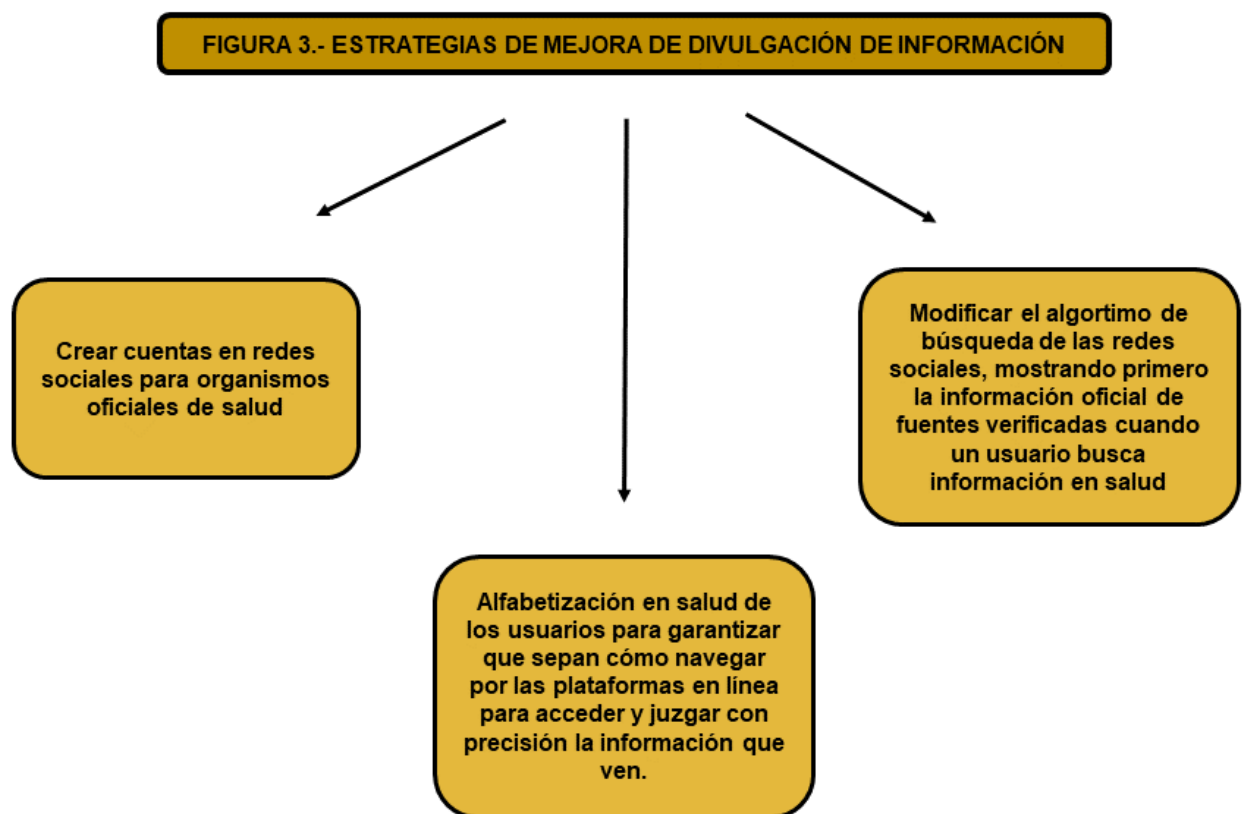 FIGURA 3.- ESTRATEGIAS DE MEJORA DE DIVULGACIÓN DE INFORMACIÓN
Crear cuentas en redes
sociales para organismos
oficiales de salud
Alfabetización en salud de
los usuarios para garantizar
que sepan cómo navegar
por las plataformas en línea
para acceder y juzgar con
precisión la información que
ven.
Modificar el algortimo de
búsqueda de las redes
sociales, mostrando primero
la información oficial de
fuentes verificadas cuando
un usuario busca
información en salud